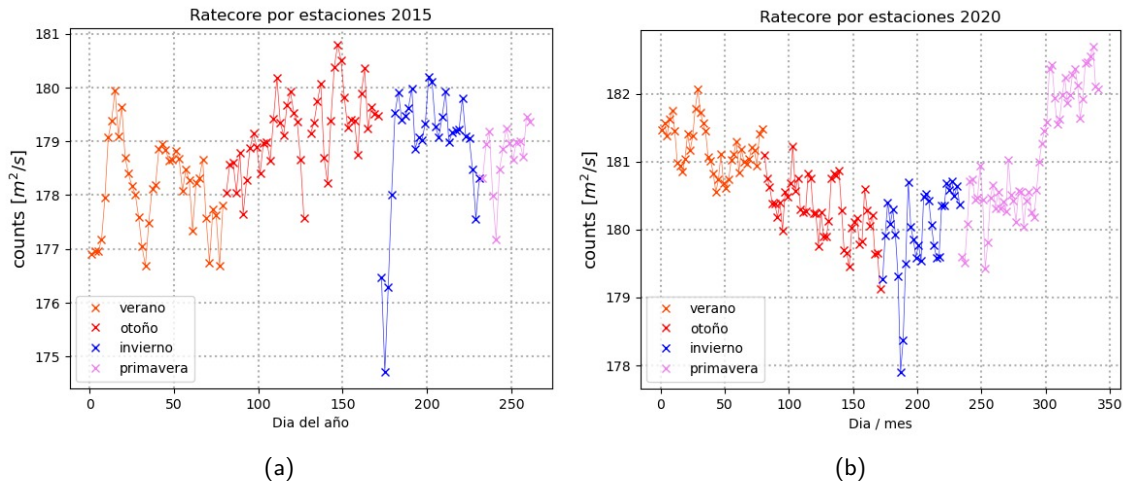 Ratecore por estaciones 2015
181
180
179
178
177
176
175
counts [m²/s]
verano
otoño
invierno
primavera
0 50 100 150 200 250
Dia del año
(a)
Ratecore por estaciones 2020
182
181
180
179
178
counts [m²/s]
verano
otoño
invierno
primavera
0 50 100 150 200 250 300 350
Dia / mes
(b)